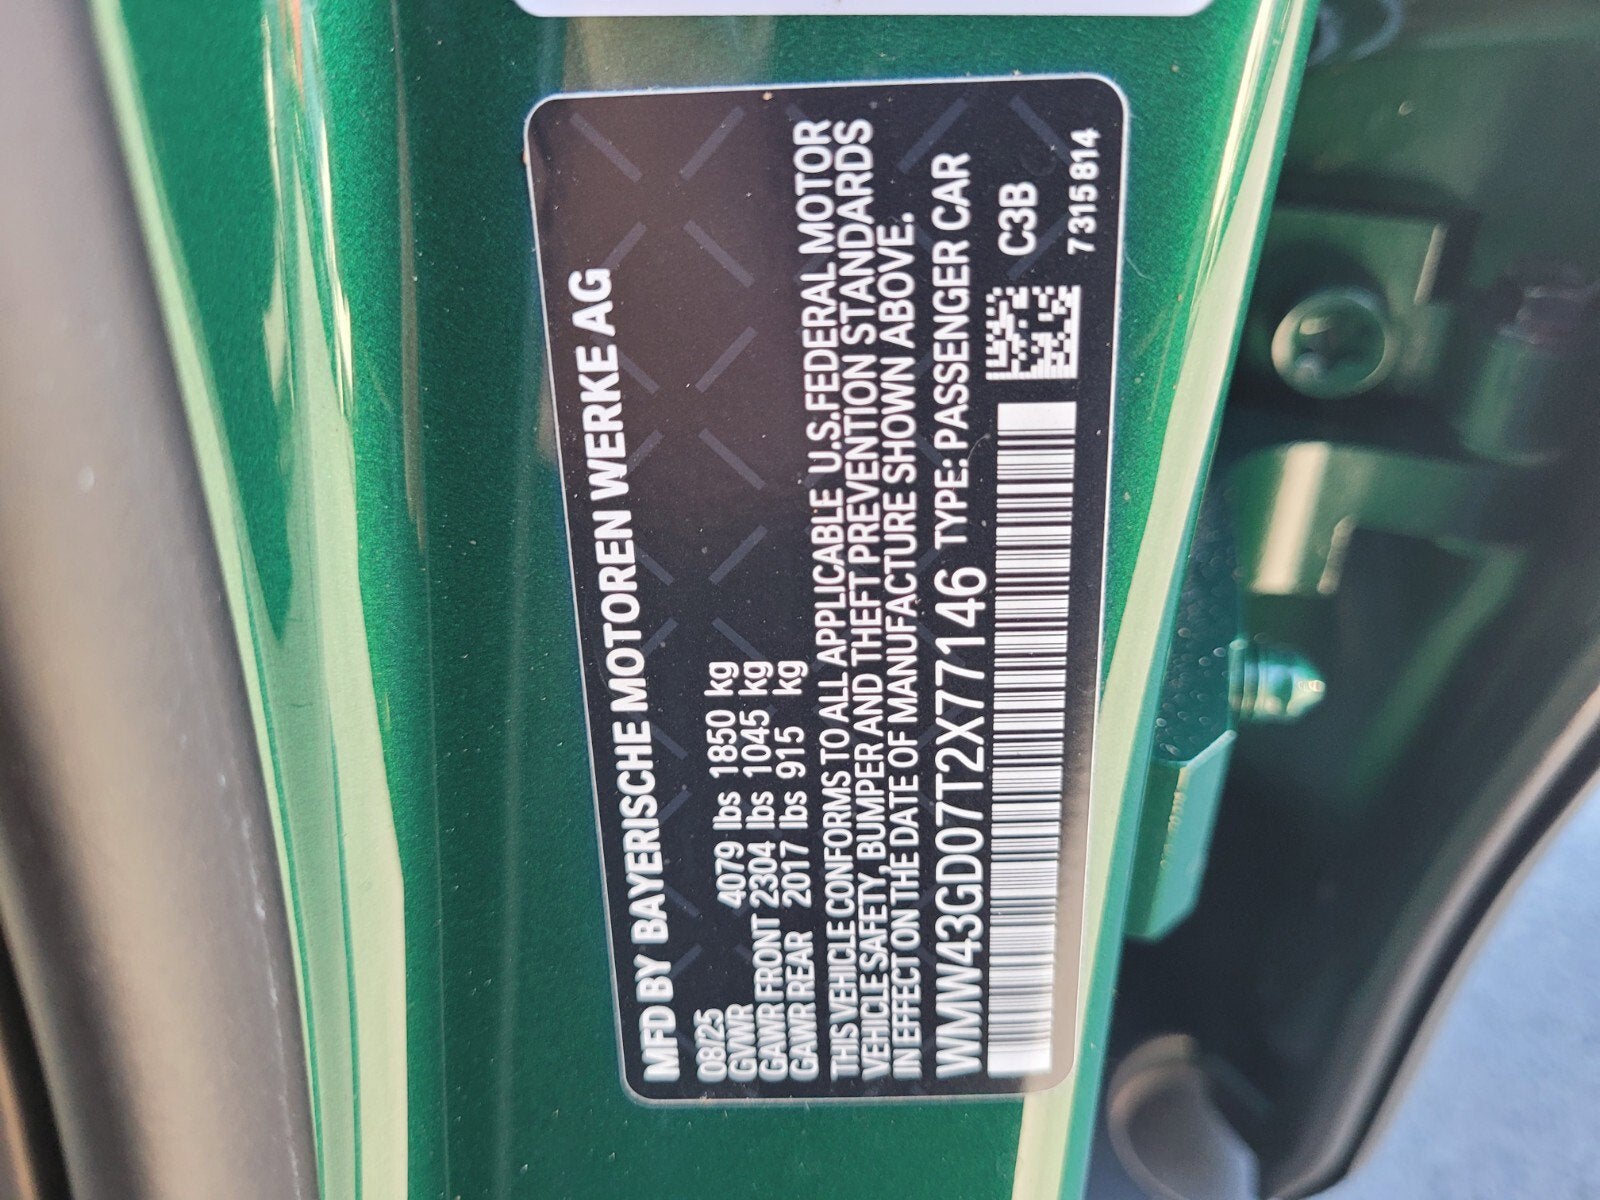 MFD BY BAYERISCHE MOTOREN WERKE AG
08/25
GVWR 4079 lbs 1850 kg
GAWR FRONT 2304 lbs 1045 kg
GAWR REAR 2017 lbs 915 kg
THIS VEHICLE CONFORMS TO ALL APPLICABLE U.S.FEDERAL MOTOR
VEHICLE SAFETY, BUMPER AND THEFT PREVENTION STANDARDS
IN EFFECT ON THE DATE OF MANUFACTURE SHOWN ABOVE.
WMW43GD07T2X77146 TYPE: PASSENGER CAR
C3B
7315814